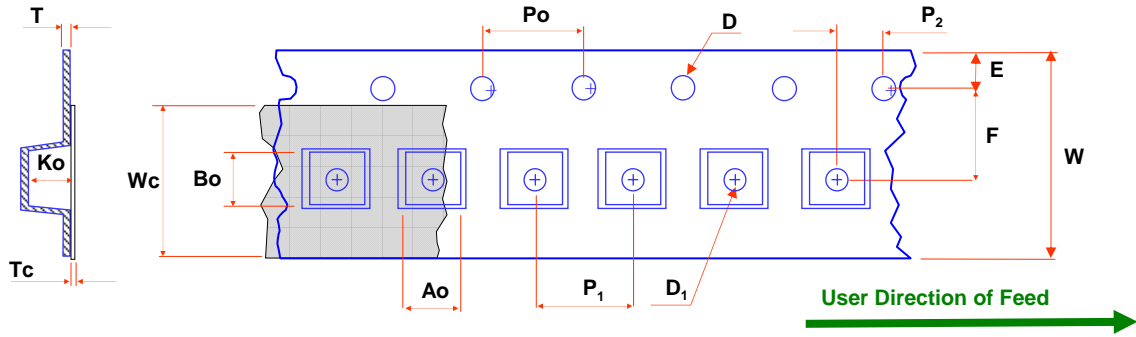 T
Po
D
P₂
E
F
W
Ko
Wc
Bo
Tc
Ao
P₁
D₁
User Direction of Feed